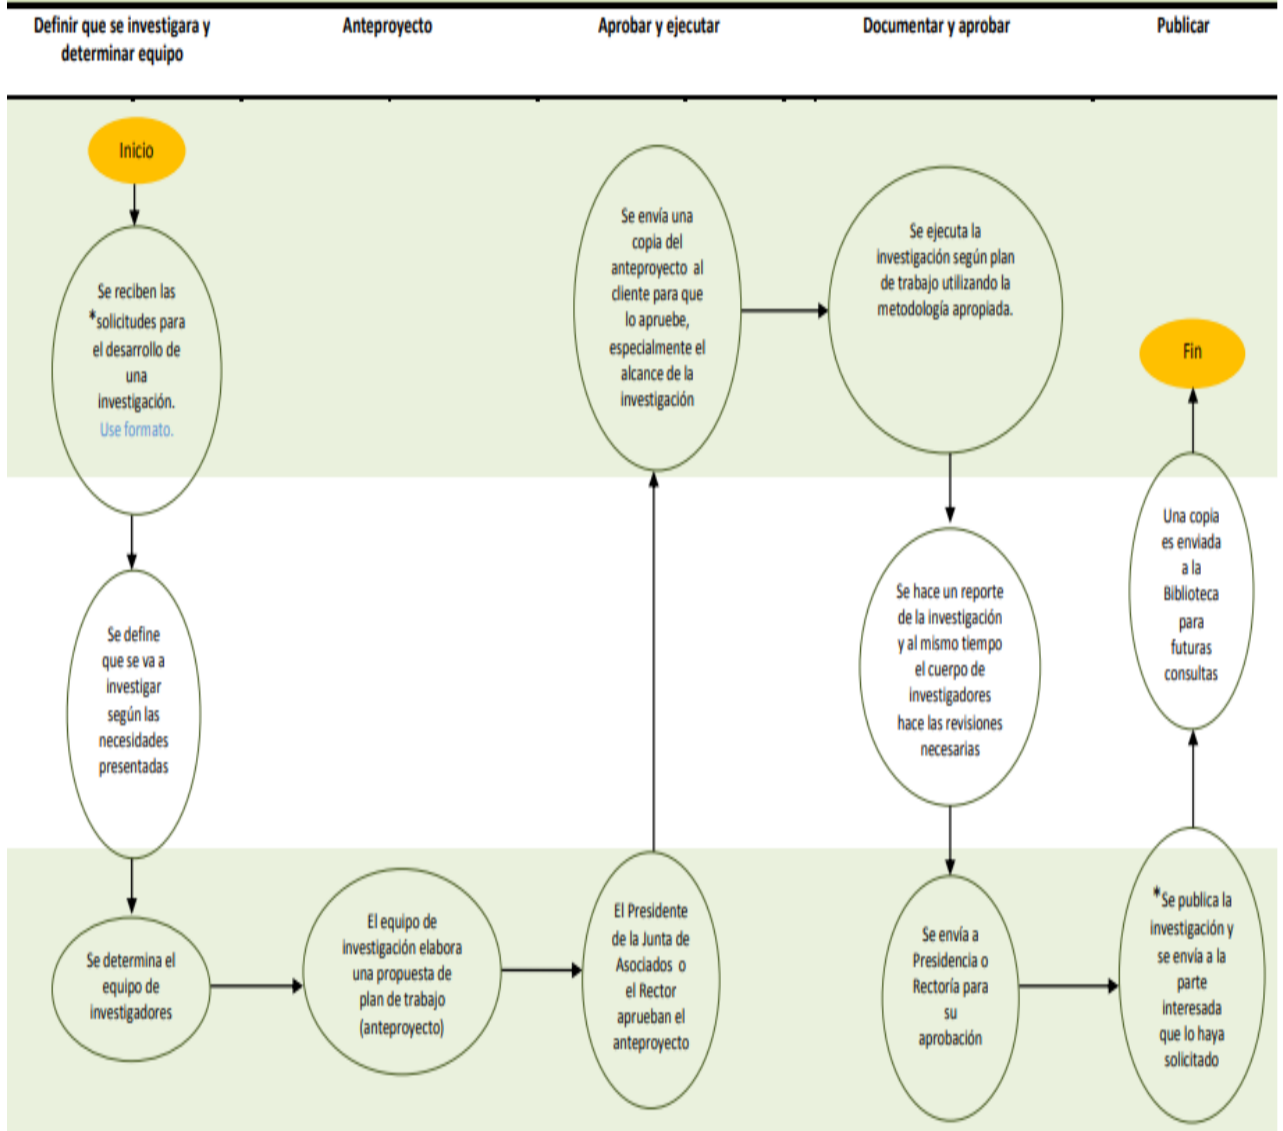 Definir que se investigara y
determinar equipo
Anteproyecto
Aprobar y ejecutar
Documentar y aprobar
Publicar
Inicio
Se reciben las
*solicitudes para
el desarrollo de
una
investigación.
Use formato.
Se define
que se va a
investigar
según las
necesidades
presentadas
Se determina el
equipo de
investigadores
El equipo de
investigación elabora
una propuesta de
plan de trabajo
(anteproyecto)
El Presidente
de la Junta de
Asociados o
el Rector
aprueban el
anteproyecto
Se envía una
copia del
anteproyecto al
cliente para que
lo apruebe,
especialmente el
alcance de la
investigación
Se ejecuta la
investigación según plan
de trabajo utilizando la
metodología apropiada.
Se hace un reporte
de la investigación
y al mismo tiempo
el cuerpo de
investigadores
hace las revisiones
necesarias
Se envía a
Presidencia o
Rectoría para
su
aprobación
*Se publica la
investigación y
se envía a la
parte
interesada
que lo haya
solicitado
Una copia
es enviada
a la
Biblioteca
para
futuras
consultas
Fin